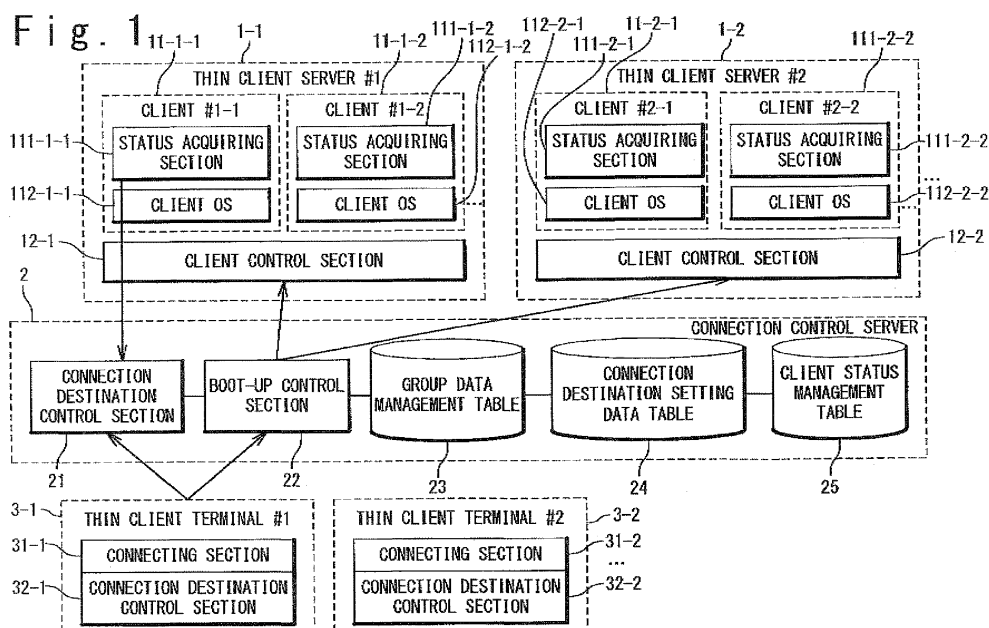 Fig. 1
11-1-1
1-1
11-1-2
111-1-2
112-1-2
112-2-1
111-2-1
11-2-1
1-2
11-2-2
111-2-2
THIN CLIENT SERVER #1
THIN CLIENT SERVER #2
CLIENT #1-1
CLIENT #1-2
CLIENT #2-1
CLIENT #2-2
111-1-1
STATUS ACQUIRING
SECTION
STATUS ACQUIRING
SECTION
STATUS ACQUIRING
SECTION
STATUS ACQUIRING
SECTION
111-2-2
...
112-1-1
CLIENT OS
CLIENT OS
CLIENT OS
CLIENT OS
112-2-2
12-1
CLIENT CONTROL SECTION
CLIENT CONTROL SECTION
12-2
2
CONNECTION CONTROL SERVER
CONNECTION
DESTINATION
CONTROL SECTION
BOOT-UP CONTROL
SECTION
GROUP DATA
MANAGEMENT TABLE
CONNECTION
DESTINATION SETTING
DATA TABLE
CLIENT STATUS
MANAGEMENT
TABLE
21
22
23
24
25
3-1
THIN CLIENT TERMINAL #1
THIN CLIENT TERMINAL #2
3-2
31-1
CONNECTING SECTION
CONNECTING SECTION
31-2
...
32-1
CONNECTION DESTINATION
CONTROL SECTION
CONNECTION DESTINATION
CONTROL SECTION
32-2